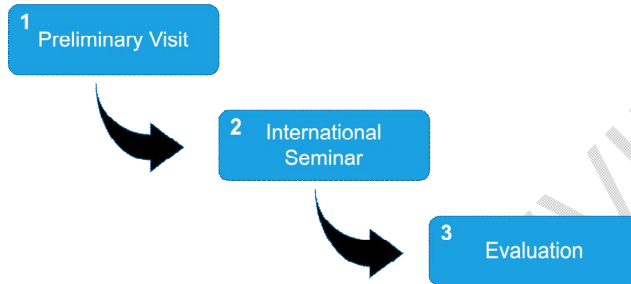 1
Preliminary Visit
2
International
Seminar
3
Evaluation